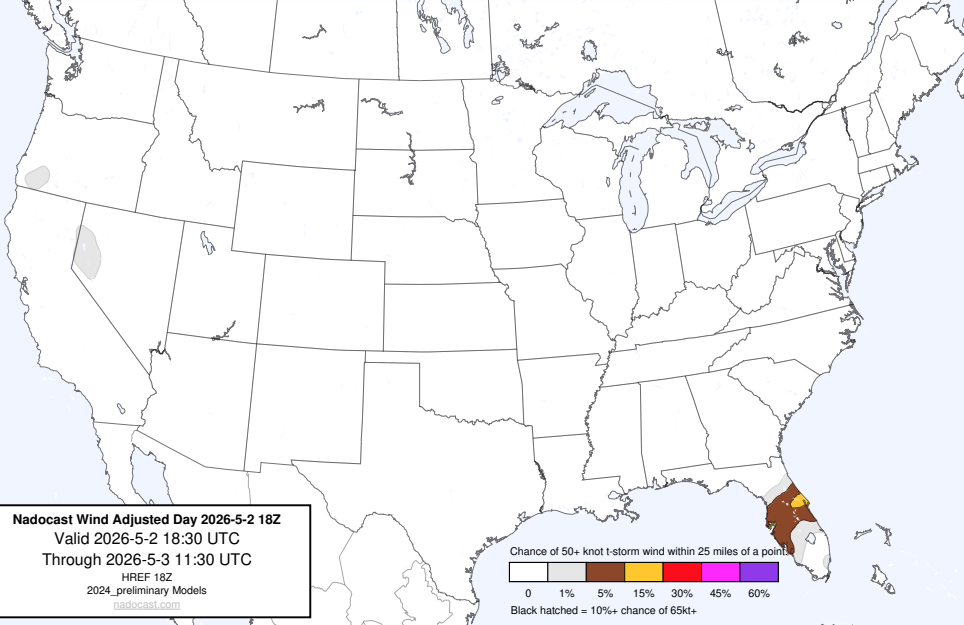 Nadocast Wind Adjusted Day 2026-5-2 18Z
Valid 2026-5-2 18:30 UTC
Through 2026-5-3 11:30 UTC
HREF 18Z
2024_preliminary Models
nadocast.com
Chance of 50+ knot t-storm wind within 25 miles of a point.
0 1% 5% 15% 30% 45% 60%
Black hatched = 10%+ chance of 65kt+